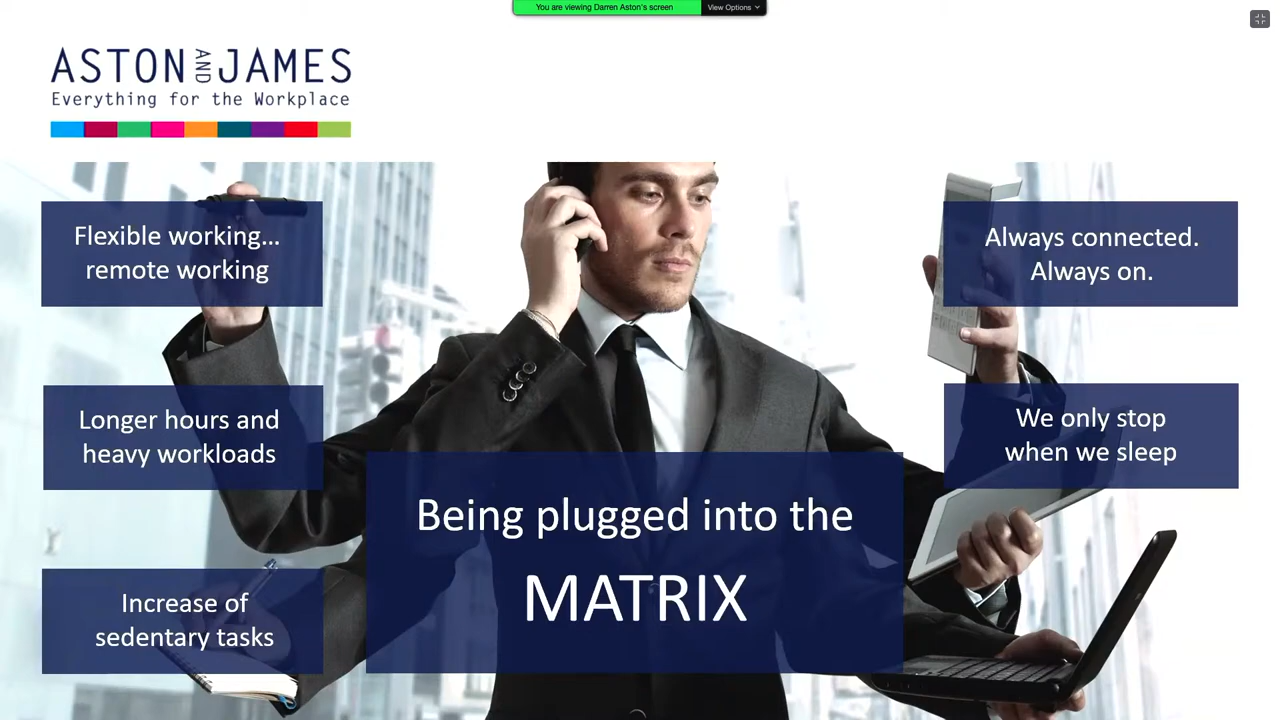 You are viewing Darren Aston's screen
View Options
ASTON AND JAMES
Everything for the Workplace
Flexible working...
remote working
Always connected.
Always on.
Longer hours and
heavy workloads
We only stop
when we sleep
Being plugged into the
MATRIX
Increase of
sedentary tasks